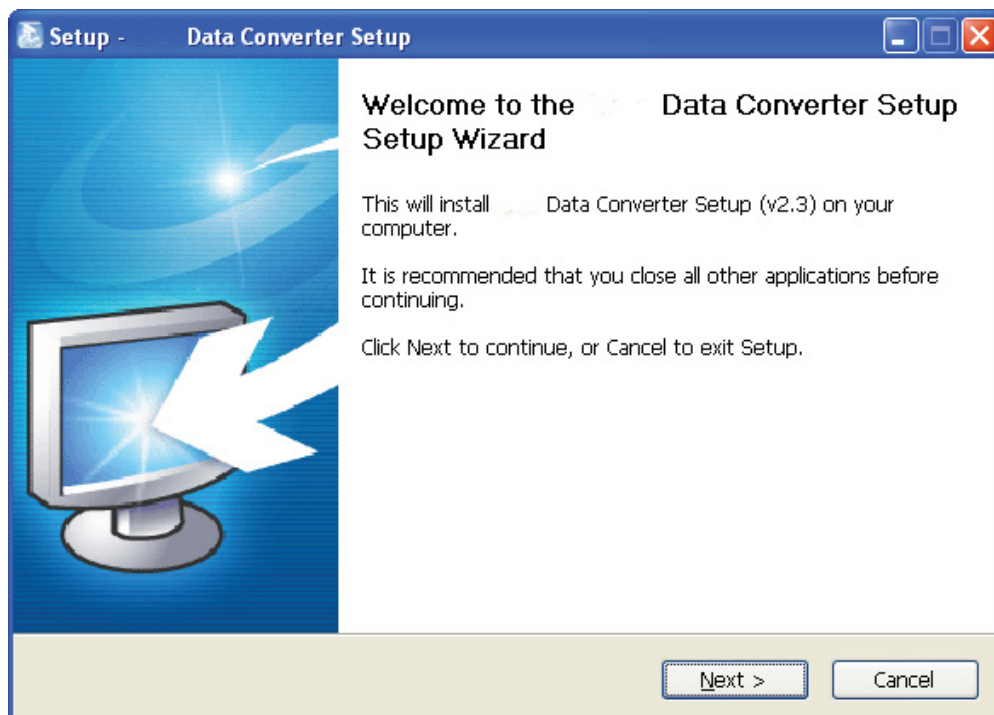 Setup - Data Converter Setup
Welcome to the Data Converter Setup
Setup Wizard
This will install Data Converter Setup (v2.3) on your
computer.
It is recommended that you close all other applications before
continuing.
Click Next to continue, or Cancel to exit Setup.
Next >
Cancel